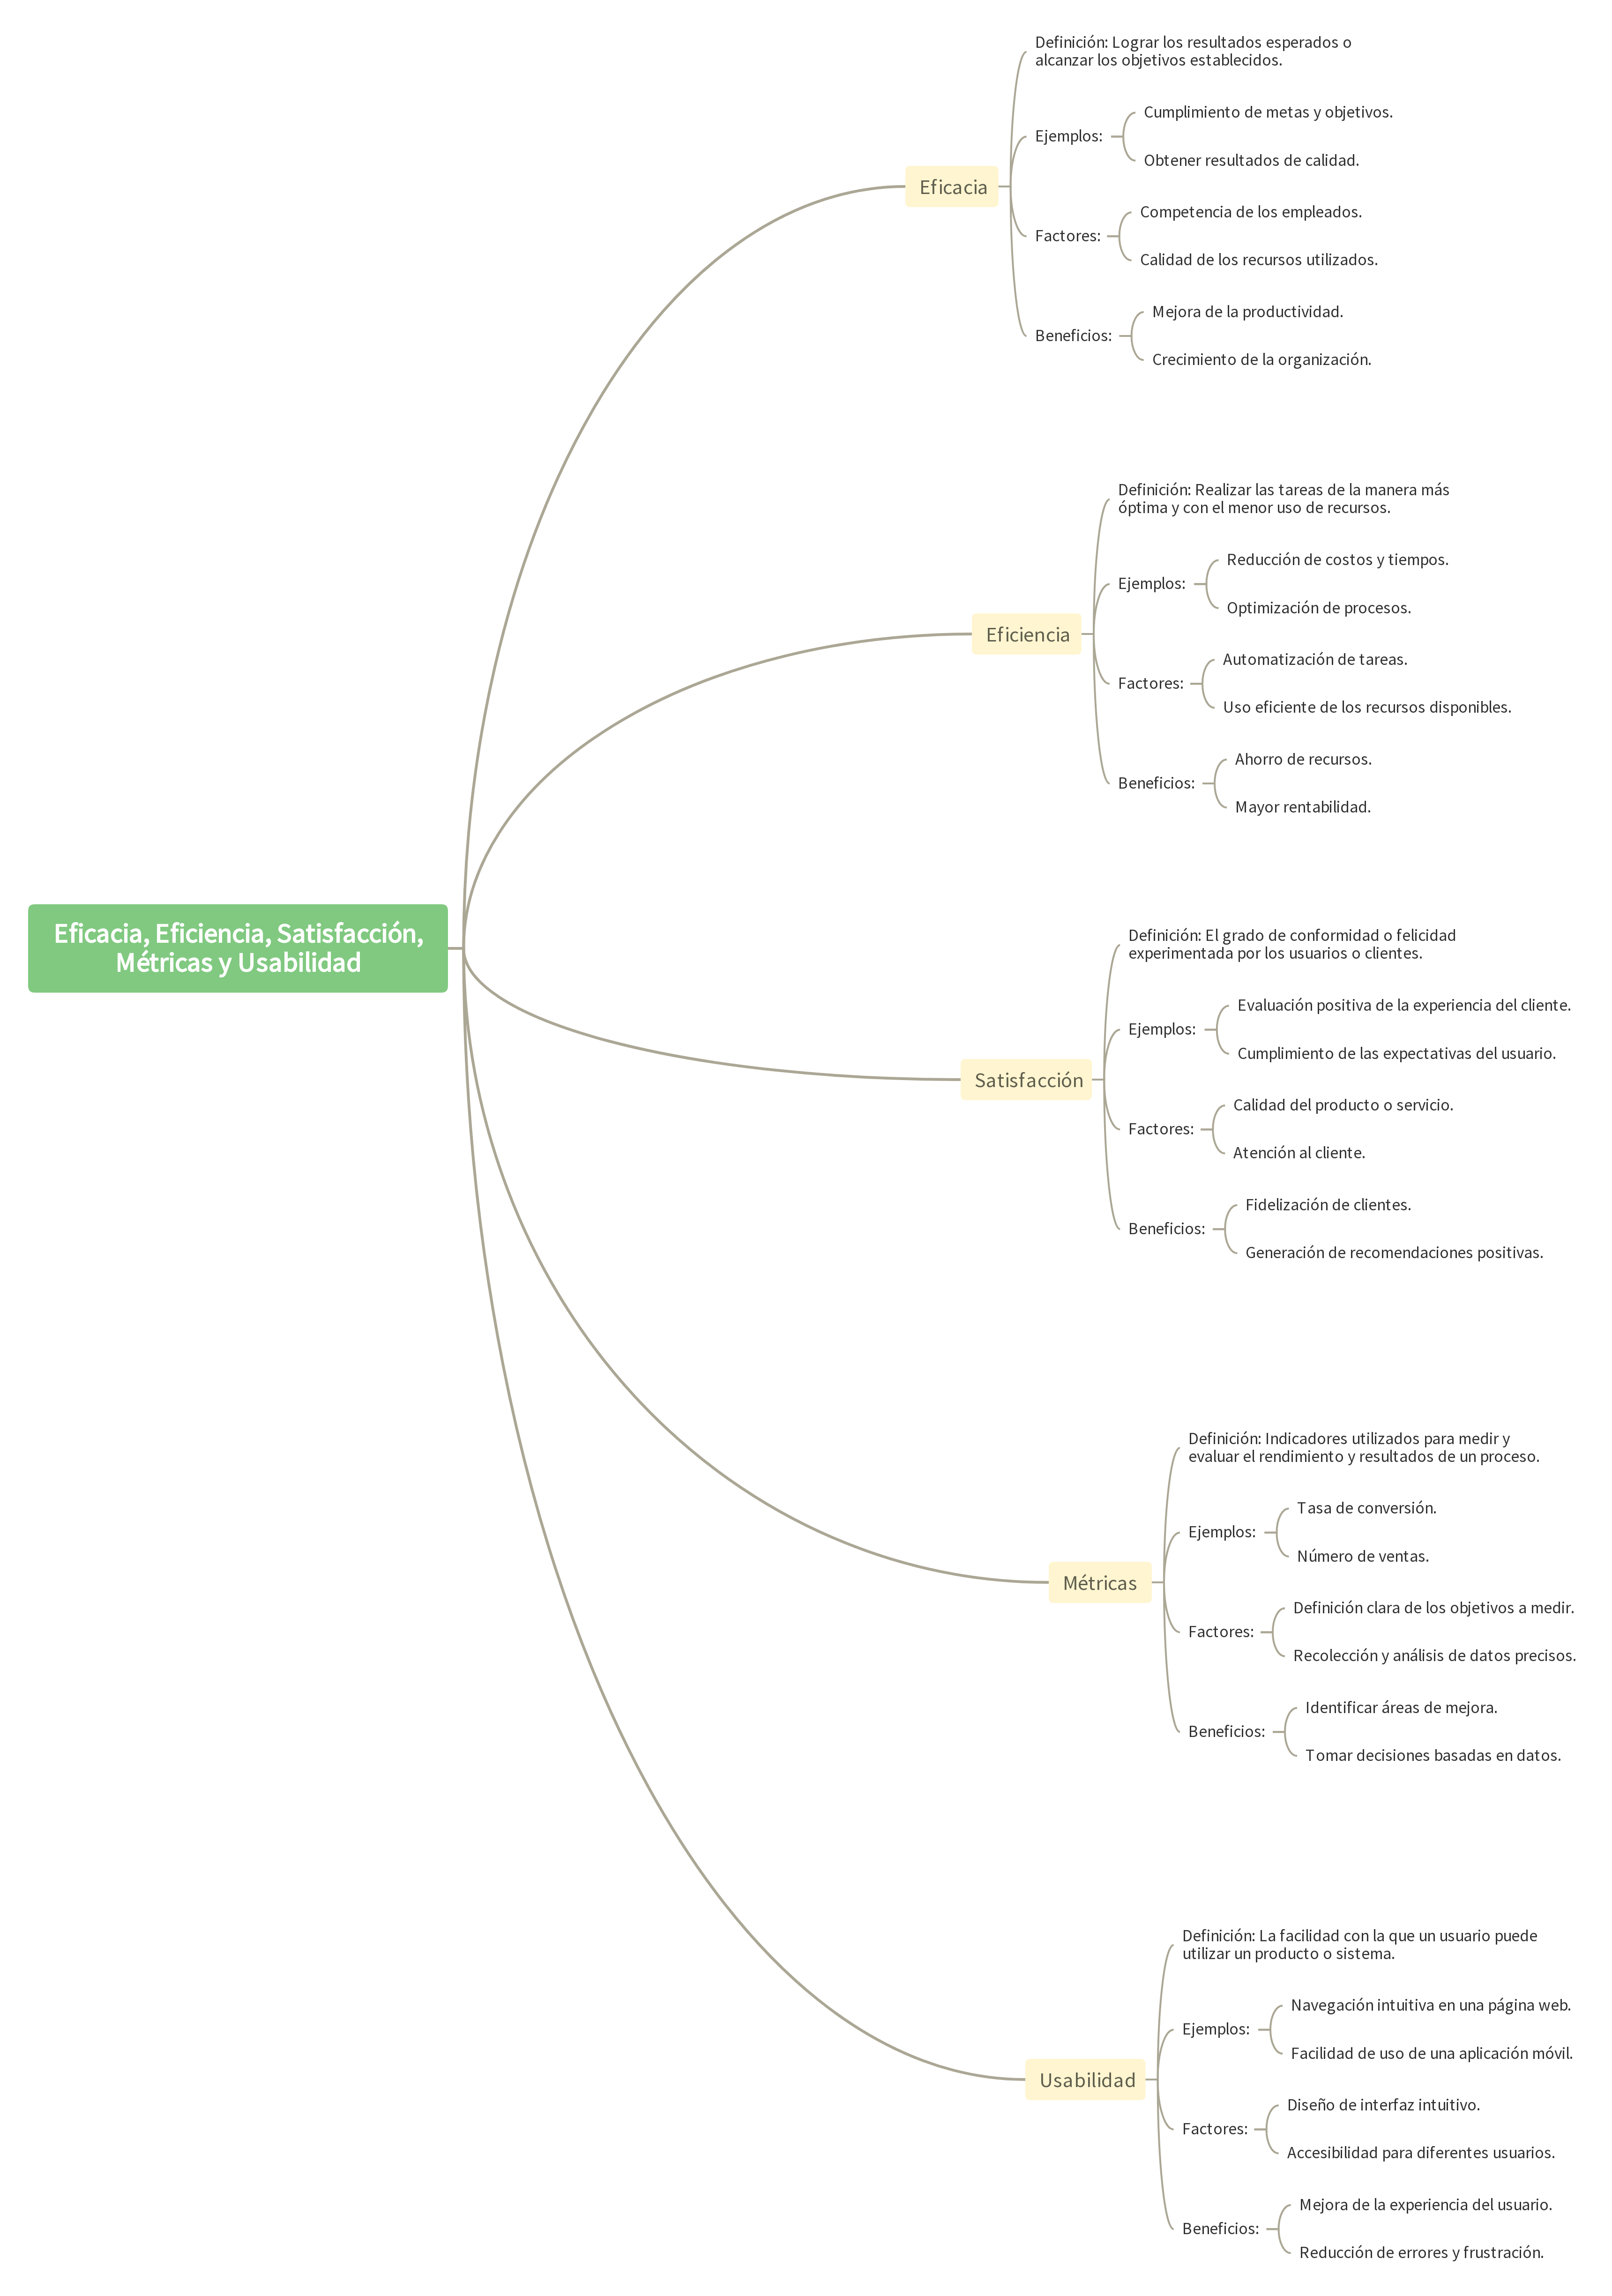 Eficacia, Eficiencia, Satisfacción,
Métricas y Usabilidad
Eficacia
Definición: Lograr los resultados esperados o
alcanzar los objetivos establecidos.
Ejemplos:
Cumplimiento de metas y objetivos.
Obtener resultados de calidad.
Factores:
Competencia de los empleados.
Calidad de los recursos utilizados.
Beneficios:
Mejora de la productividad.
Crecimiento de la organización.
Eficiencia
Definición: Realizar las tareas de la manera más
óptima y con el menor uso de recursos.
Ejemplos:
Reducción de costos y tiempos.
Optimización de procesos.
Factores:
Automatización de tareas.
Uso eficiente de los recursos disponibles.
Beneficios:
Ahorro de recursos.
Mayor rentabilidad.
Satisfacción
Definición: El grado de conformidad o felicidad
experimentada por los usuarios o clientes.
Ejemplos:
Evaluación positiva de la experiencia del cliente.
Cumplimiento de las expectativas del usuario.
Factores:
Calidad del producto o servicio.
Atención al cliente.
Beneficios:
Fidelización de clientes.
Generación de recomendaciones positivas.
Métricas
Definición: Indicadores utilizados para medir y
evaluar el rendimiento y resultados de un proceso.
Ejemplos:
Tasa de conversión.
Número de ventas.
Factores:
Definición clara de los objetivos a medir.
Recolección y análisis de datos precisos.
Beneficios:
Identificar áreas de mejora.
Tomar decisiones basadas en datos.
Usabilidad
Definición: La facilidad con la que un usuario puede
utilizar un producto o sistema.
Ejemplos:
Navegación intuitiva en una página web.
Facilidad de uso de una aplicación móvil.
Factores:
Diseño de interfaz intuitivo.
Accesibilidad para diferentes usuarios.
Beneficios:
Mejora de la experiencia del usuario.
Reducción de errores y frustración.